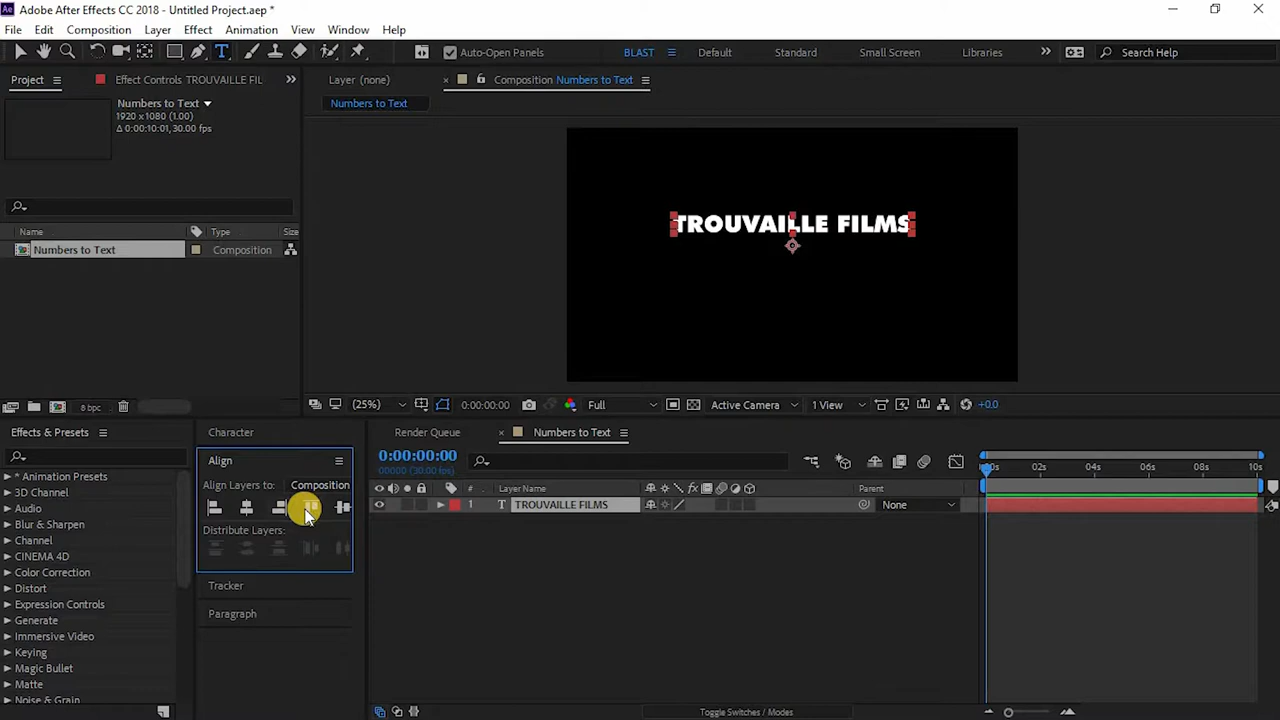 Adobe After Effects CC 2018 - Untitled Project.aep *
File Edit Composition Layer Effect Animation View Window Help
Auto-Open Panels BLAST Default Standard Small Screen Libraries Search Help
Project Effect Controls TROUVAILLE FIL Layer (none) Composition Numbers to Text
Numbers to Text
Numbers to Text
1920 x 1080 (1.00)
Δ 0:00:10:01, 30.00 fps
TROUVAILLE FILMS
Name Type Size
Numbers to Text Composition
8 bpc (25%) 0:00:00:00 Full Active Camera 1 View +0.0
Effects & Presets Character Render Queue Numbers to Text
Align
Align Layers to: Composition
Distribute Layers:
Tracker
Paragraph
* Animation Presets
3D Channel
Audio
Blur & Sharpen
Channel
CINEMA 4D
Color Correction
Distort
Expression Controls
Generate
Immersive Video
Keying
Magic Bullet
Matte
Noise & Grain
0:00:00:00
00000 (30.00 fps)
# Layer Name Parent
1 T TROUVAILLE FILMS None
02s 04s 06s 08s 10s
Toggle Switches / Modes